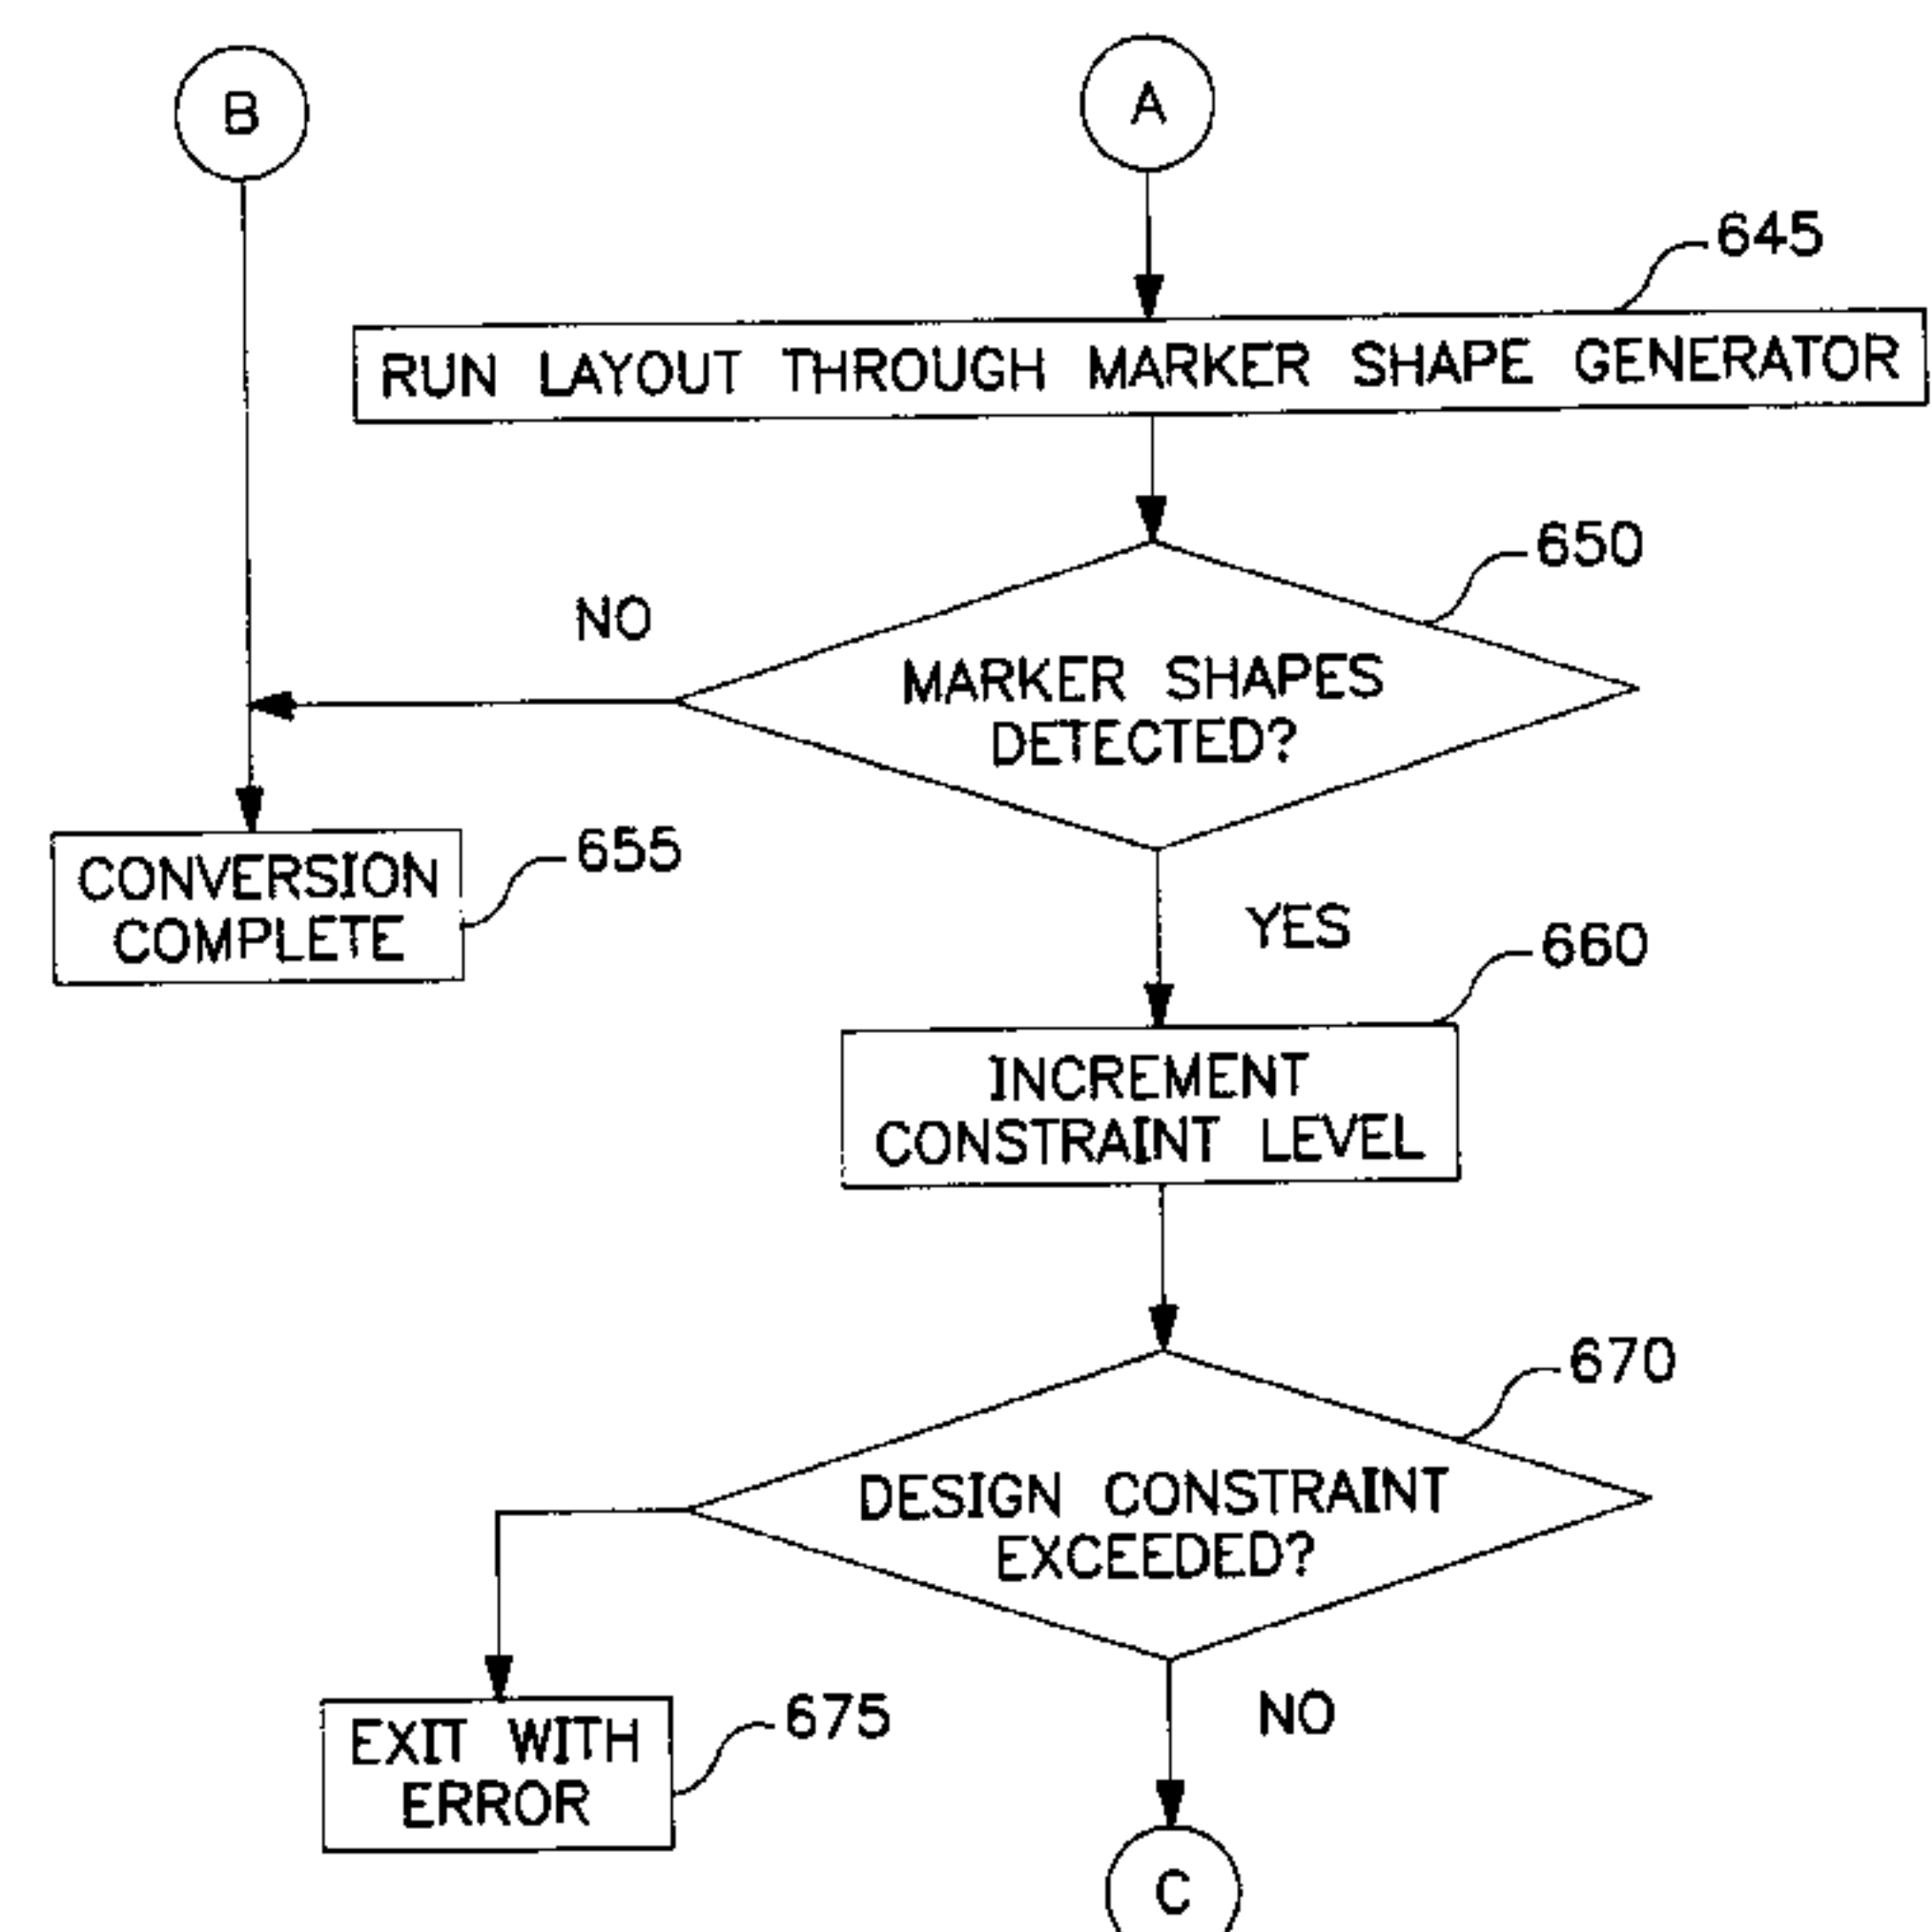 B
A
645
RUN LAYOUT THROUGH MARKER SHAPE GENERATOR
650
NO
MARKER SHAPES
DETECTED?
655
CONVERSION
COMPLETE
YES
660
INCREMENT
CONSTRAINT LEVEL
670
DESIGN CONSTRAINT
EXCEEDED?
675
EXIT WITH
ERROR
NO
C